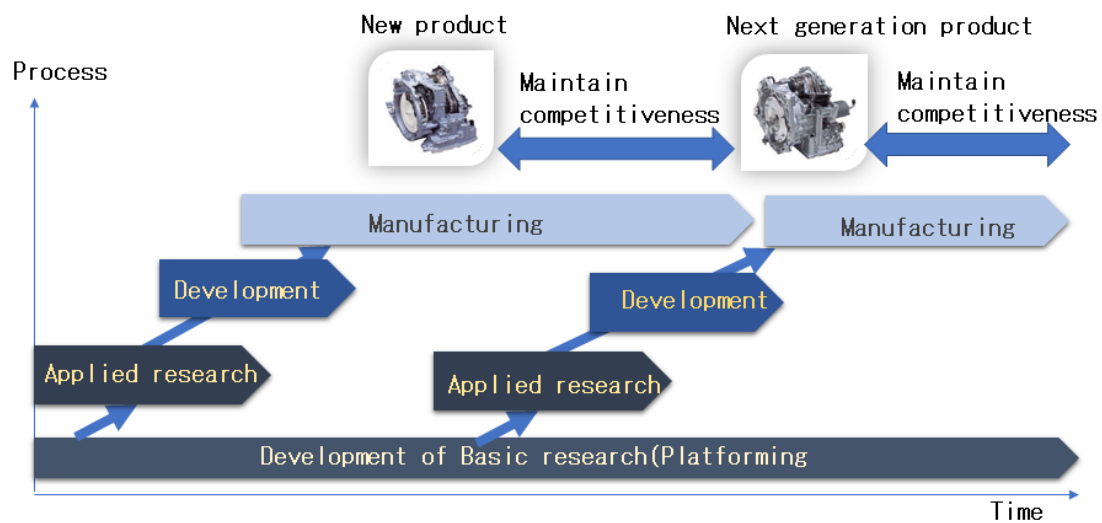 New product
Next generation product
Process
Maintain
competitiveness
Maintain
competitiveness
Manufacturing
Manufacturing
Development
Development
Applied research
Applied research
Development of Basic research(Platforming
Time